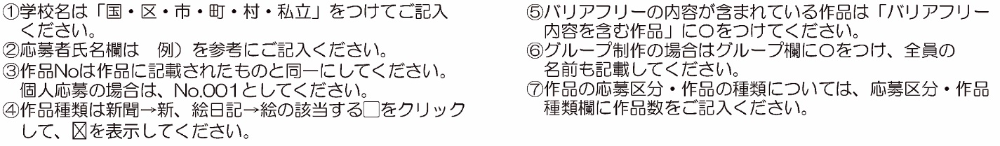 ①学校名は「国・区・市・町・村・私立」をつけてご記入
ください。
②応募者氏名欄は　例）を参考にご記入ください。
③作品Noは作品に記載されたものと同一にしてください。
個人応募の場合は、No.001としてください。
④作品種類は新聞→新、絵日記→絵の該当する□をクリック
して、☒を表示してください。
⑤バリアフリーの内容が含まれている作品は「バリアフリー
内容を含む作品」に○をつけてください。
⑥グループ制作の場合はグループ欄に○をつけ、全員の
名前も記載してください。
⑦作品の応募区分・作品の種類については、応募区分・作品
種類欄に作品数をご記入ください。